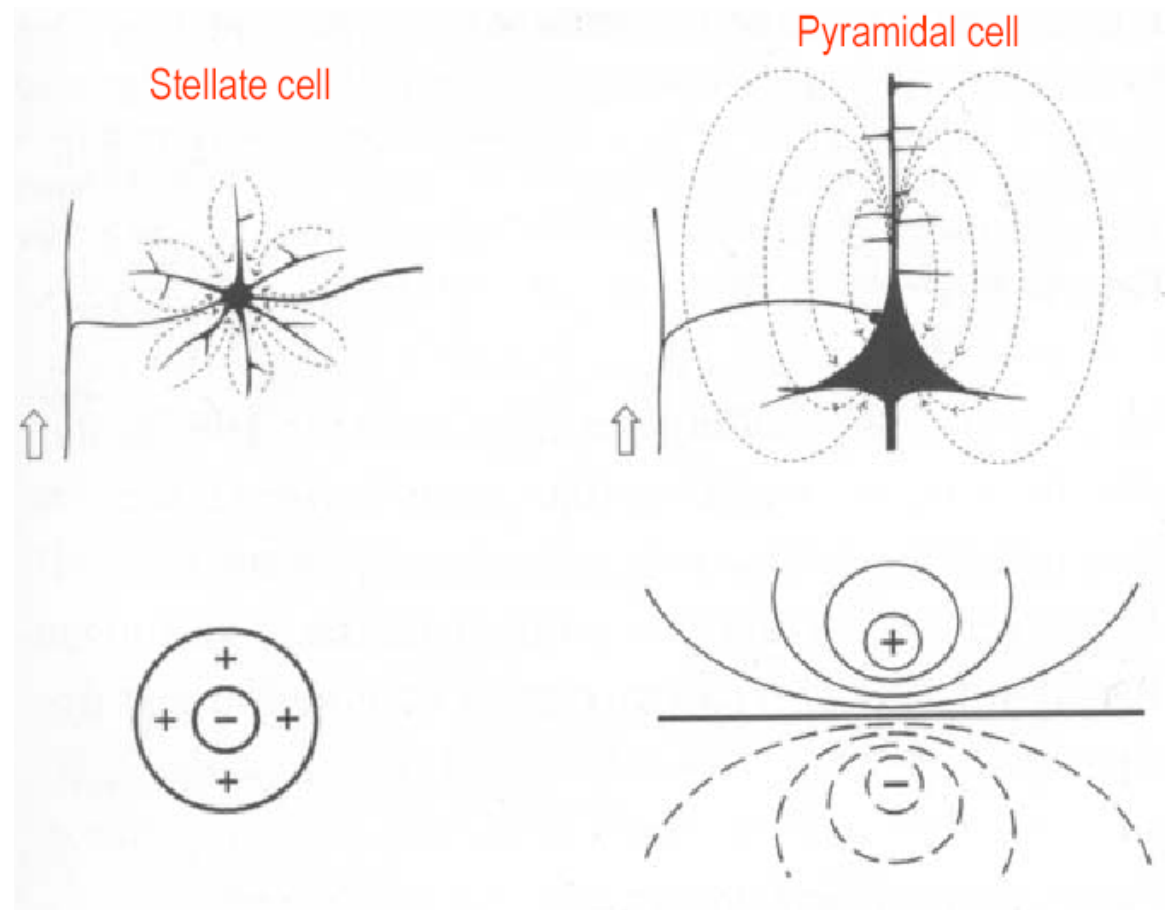 Stellate cell
Pyramidal cell
+
+ - +
+
+
-